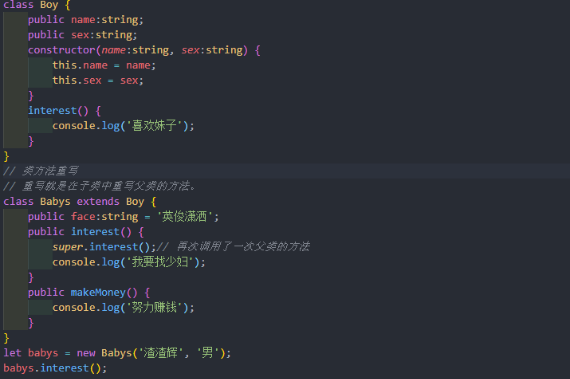 class Boy {
    public name:string;
    public sex:string;
    constructor(name:string, sex:string) {
        this.name = name;
        this.sex = sex;
    }
    interest() {
        console.log('喜欢妹子');
    }
}
// 类方法重写
// 重写就是在子类中重写父类的方法。
class Babys extends Boy {
    public face:string = '英俊潇洒';
    public interest() {
        super.interest();// 再次调用了一次父类的方法
        console.log('我要找少妇');
    }
    public makeMoney() {
        console.log('努力赚钱');
    }
}
let babys = new Babys('渣渣辉', '男');
babys.interest();